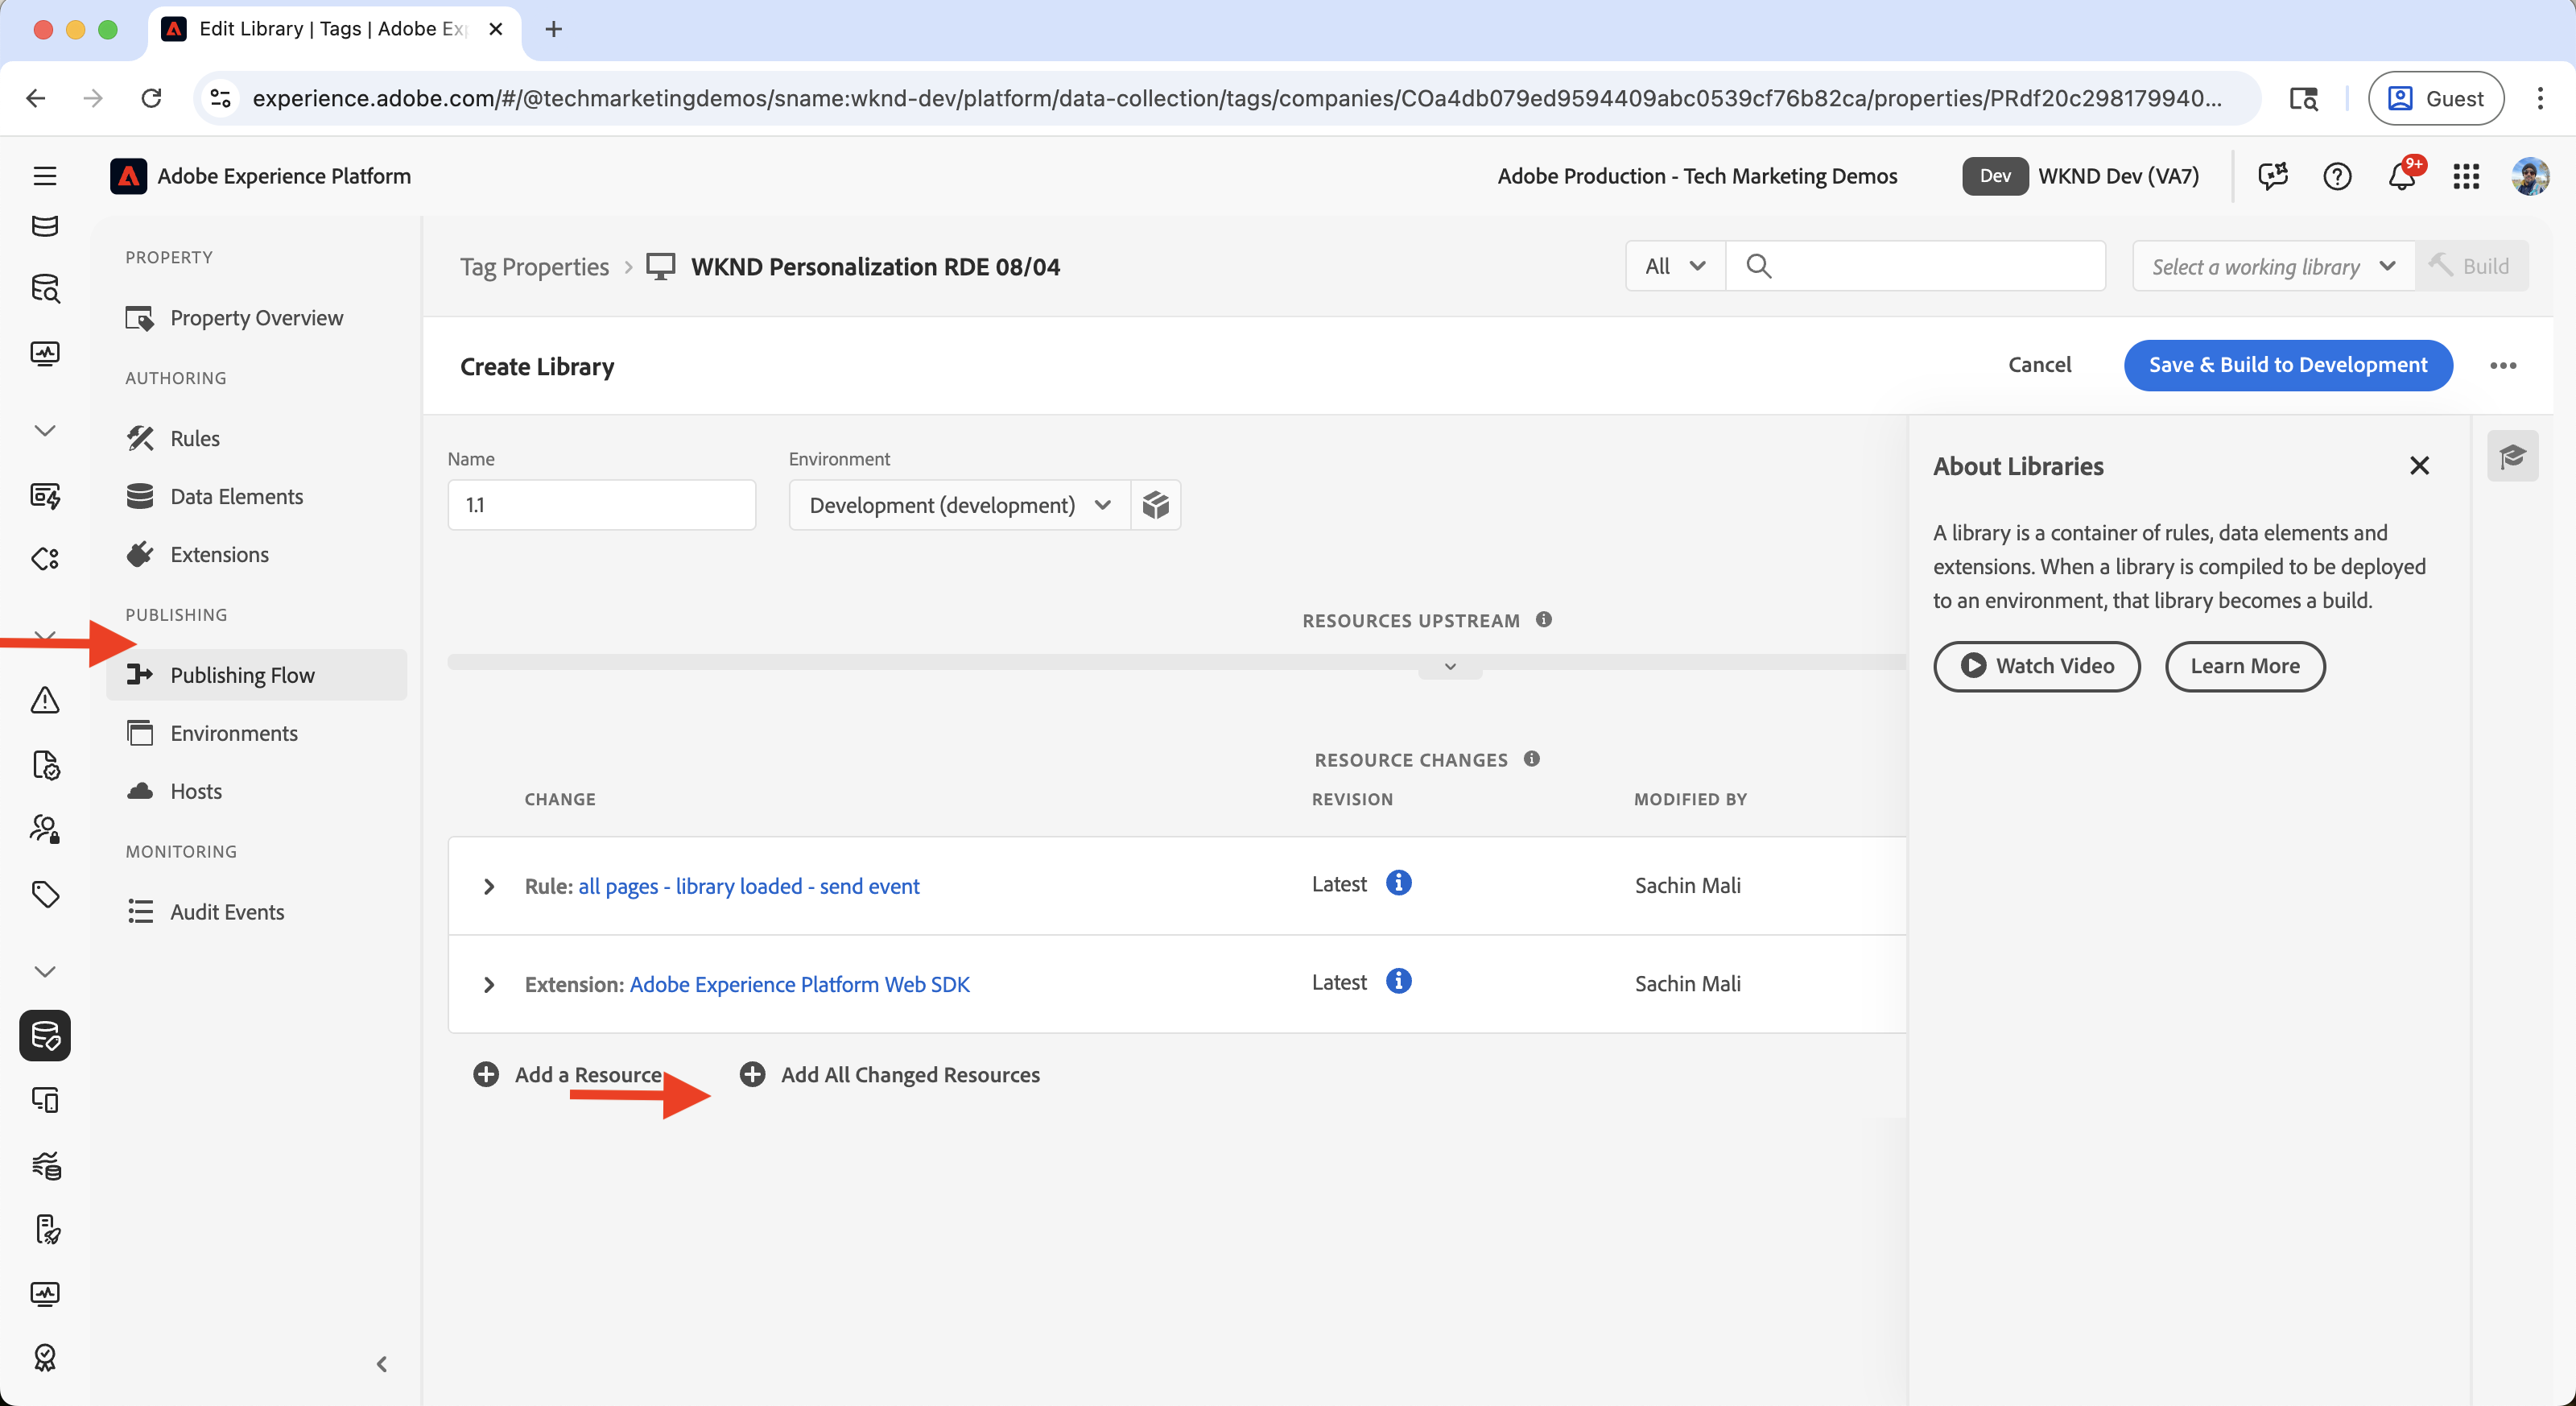 Edit Library | Tags | Adobe Ex
experience.adobe.com/#/@techmarketingdemos/sname:wknd-dev/platform/data-collection/tags/companies/COa4db079ed9594409abc0539cf76b82ca/properties/PRdf20c298179940...
Guest
Adobe Experience Platform
Adobe Production - Tech Marketing Demos
Dev
WKND Dev (VA7)
9+
PROPERTY
Property Overview
AUTHORING
Rules
Data Elements
Extensions
PUBLISHING
Publishing Flow
Environments
Hosts
MONITORING
Audit Events
Tag Properties > WKND Personalization RDE 08/04
All
Select a working library
Build
Create Library
Cancel
Save & Build to Development
Name
Environment
1.1
Development (development)
RESOURCES UPSTREAM
RESOURCE CHANGES
CHANGE
REVISION
MODIFIED BY
Rule: all pages - library loaded - send event
Latest
Sachin Mali
Extension: Adobe Experience Platform Web SDK
Latest
Sachin Mali
Add a Resource
Add All Changed Resources
About Libraries
A library is a container of rules, data elements and
extensions. When a library is compiled to be deployed
to an environment, that library becomes a build.
Watch Video
Learn More